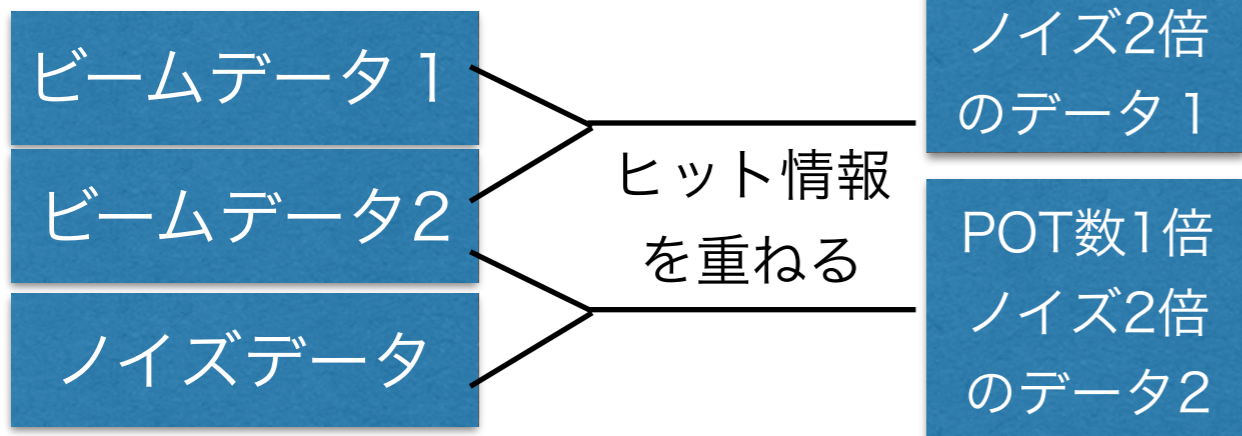 ビームデータ1
ビームデータ2
ノイズデータ
ヒット情報
を重ねる
ノイズ2倍
のデータ1
POT数1倍
ノイズ2倍
のデータ2